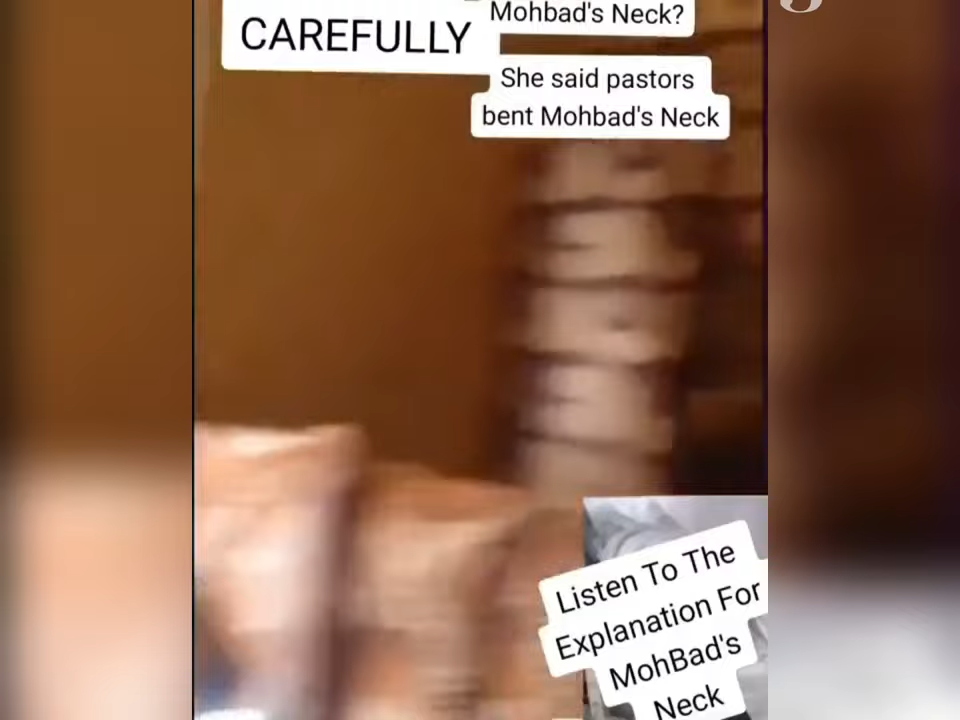 Mohbad's Neck?
CAREFULLY
She said pastors
bent Mohbad's Neck
Listen To The
Explanation For
MohBad's
Neck